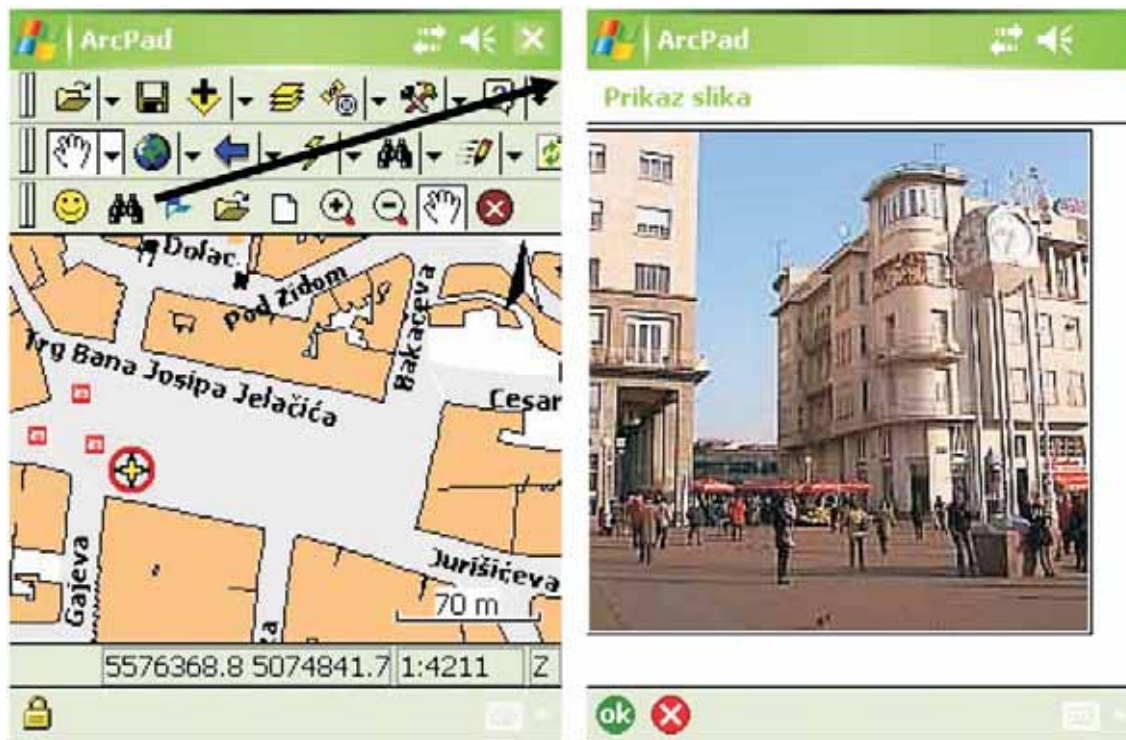 ArcPad
Dolac
Pod Zidom
Bakačeva
Trg Bana Josipa Jelačića
Cesar
Gajeva
Jurišićeva
70 m
5576368.8 5074841.7 1:4211 Z
ArcPad
Prikaz slika
ok